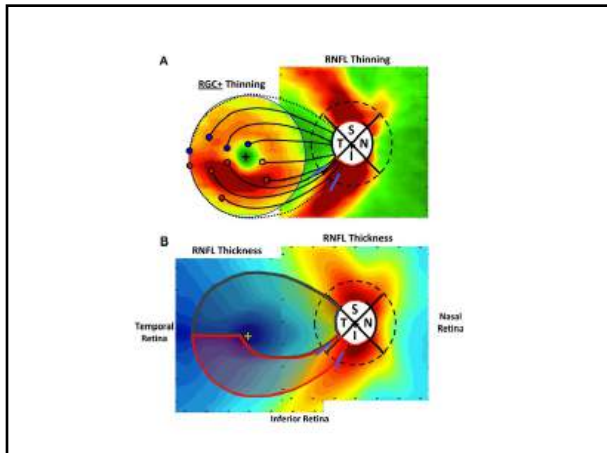 A
RNFL Thinning
RGC+ Thinning
S
T N
I
B
RNFL Thickness
RNFL Thickness
S
T N
I
Temporal
Retina
Nasal
Retina
Inferior Retina